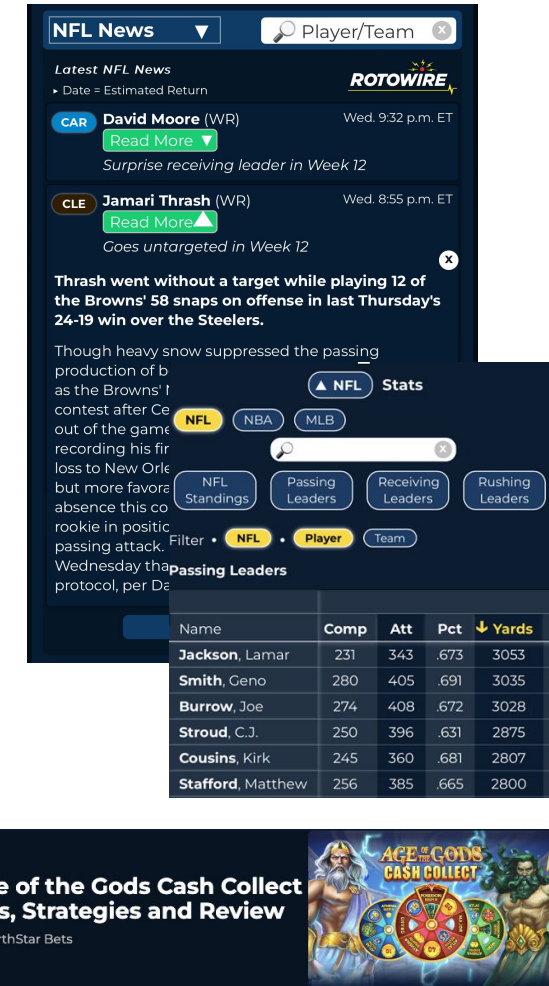 NFL News ▼
Player/Team
Latest NFL News
▸ Date = Estimated Return
ROTOWIRE
CAR
David Moore (WR)
Wed. 9:32 p.m. ET
Read More ▼
Surprise receiving leader in Week 12
CLE
Jamari Thrash (WR)
Wed. 8:55 p.m. ET
Read More ▲
Goes untargeted in Week 12
x
Thrash went without a target while playing 12 of
the Browns' 58 snaps on offense in last Thursday's
24-19 win over the Steelers.
Though heavy snow suppressed the passing
production of b
as the Browns'
contest after Ce
out of the game
recording his fir
loss to New Orle
but more favora
absence this co
rookie in positic
passing attack.
Wednesday tha
protocol, per Da
▲ NFL Stats
NFL NBA MLB
NFL
Standings
Passing
Leaders
Receiving
Leaders
Rushing
Leaders
Filter • NFL • Player Team
Passing Leaders
Name Comp Att Pct ↓ Yards
Jackson, Lamar 231 343 .673 3053
Smith, Geno 280 405 .691 3035
Burrow, Joe 274 408 .672 3028
Stroud, C.J. 250 396 .631 2875
Cousins, Kirk 245 360 .681 2807
Stafford, Matthew 256 385 .665 2800
e of the Gods Cash Collect
s, Strategies and Review
rthStar Bets
AGE OF THE GODS
CASH COLLECT